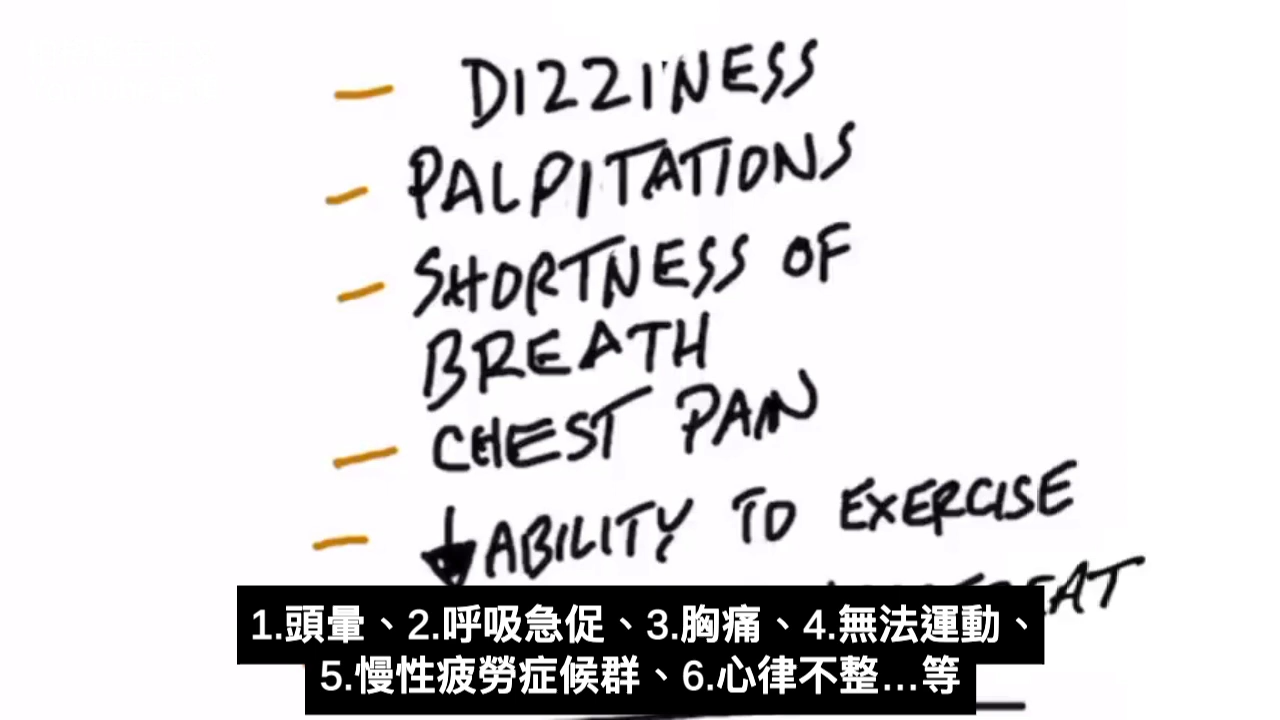 – DIZZINESS
– PALPITATIONS
– SHORTNESS OF
BREATH
– CHEST PAIN
– ↓ ABILITY TO EXERCISE
1.頭暈、2.呼吸急促、3.胸痛、4.無法運動、
5.慢性疲勞症候群、6.心律不整...等